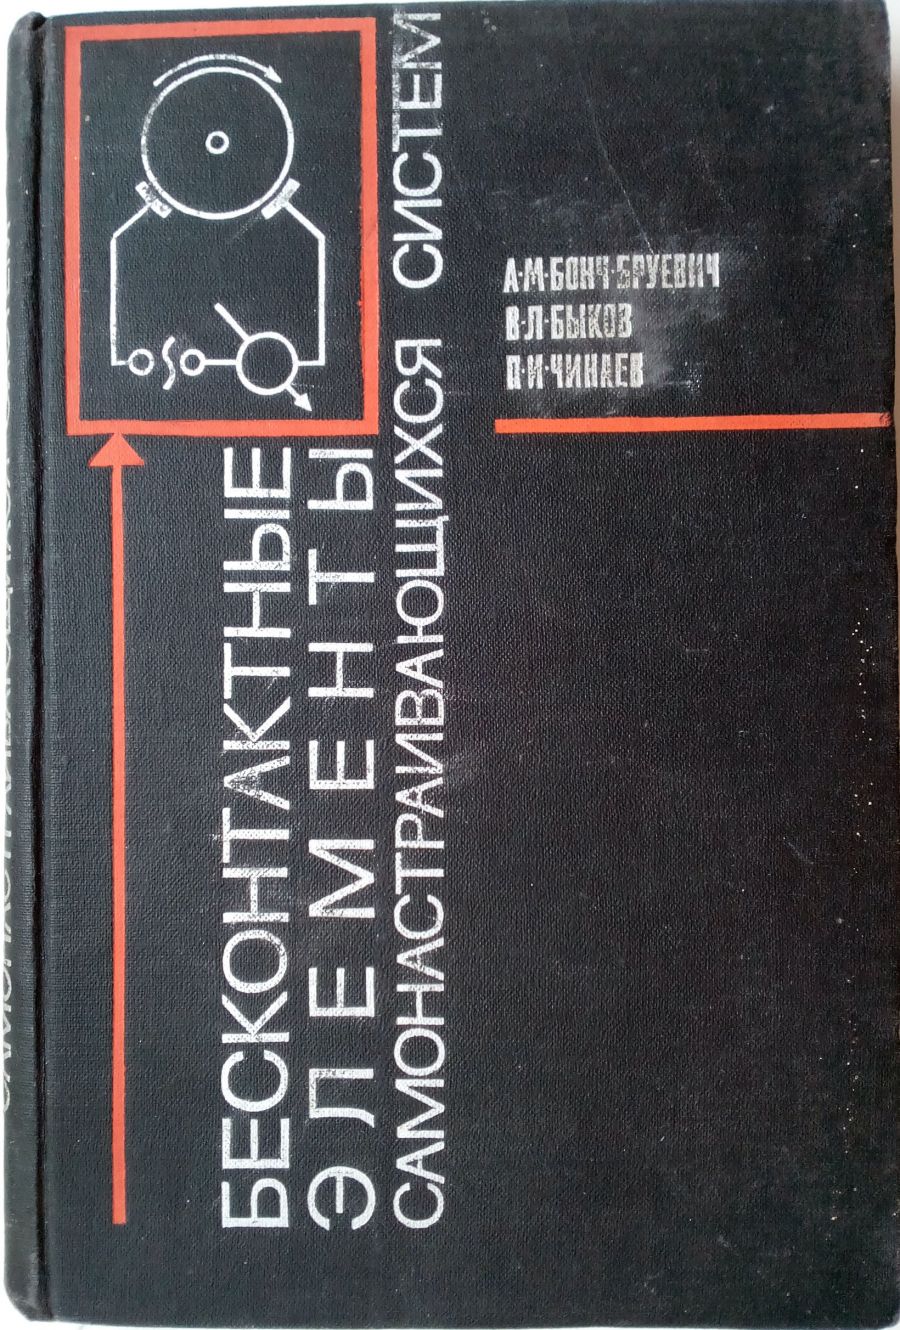 БЕСКОНТАКТНЫЕ
ЭЛЕМЕНТЫ
САМОНАСТРАИВАЮЩИХСЯ СИСТЕМ
А·М·БОНЧ·БРУЕВИЧ
В·Л·БЫКОВ
Л·И·ЧИНАЕВ